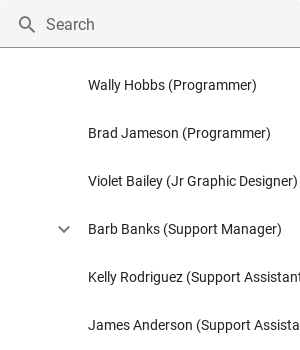 Search
Wally Hobbs (Programmer)
Brad Jameson (Programmer)
Violet Bailey (Jr Graphic Designer)
Barb Banks (Support Manager)
Kelly Rodriguez (Support Assistant
James Anderson (Support Assista